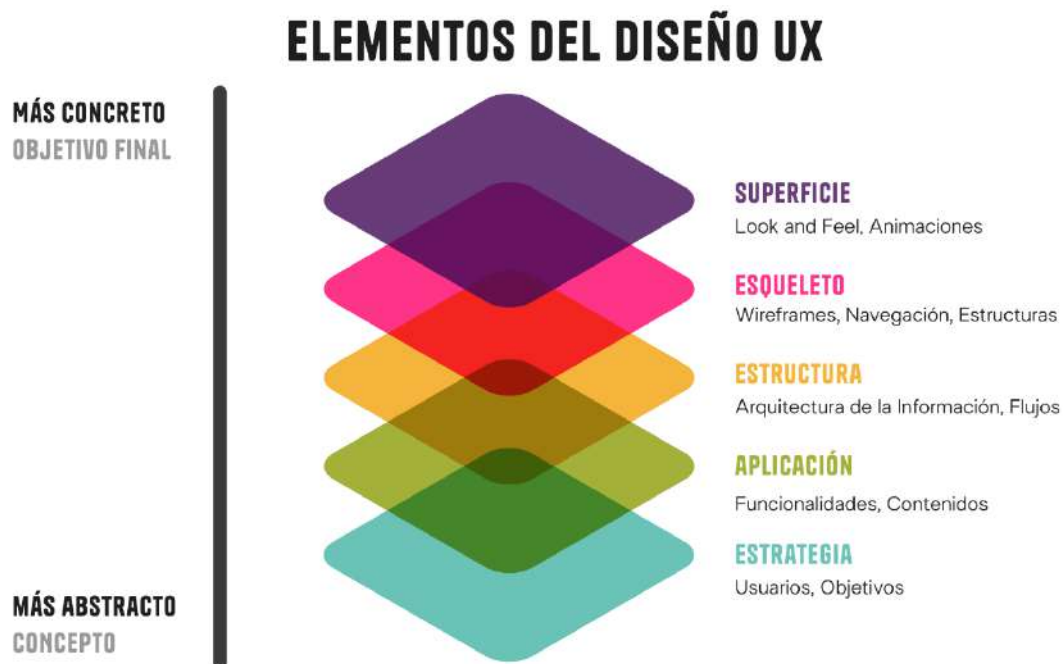 ELEMENTOS DEL DISEÑO UX
MÁS CONCRETO
OBJETIVO FINAL
SUPERFICIE
Look and Feel, Animaciones
ESQUELETO
Wireframes, Navegación, Estructuras
ESTRUCTURA
Arquitectura de la Información, Flujos
APLICACIÓN
Funcionalidades, Contenidos
ESTRATEGIA
Usuarios, Objetivos
MÁS ABSTRACTO
CONCEPTO